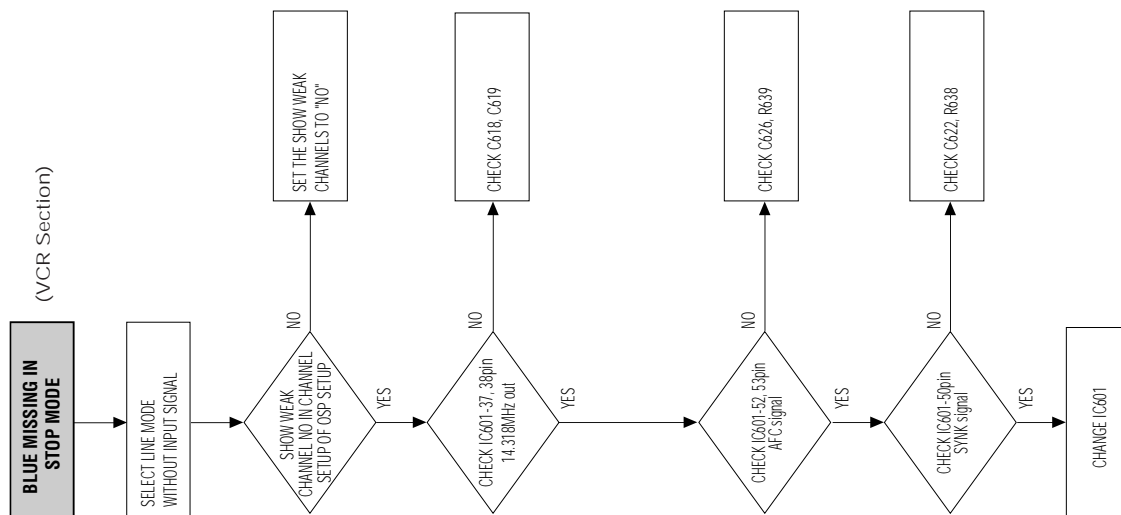 (VCR Section)
BLUE MISSING IN
STOP MODE
SELECT LINE MODE
WITHOUT INPUT SIGNAL
SHOW WEAK
CHANNEL NO IN CHANNEL
SETUP OF OSP SETUP
NO
SET THE SHOW WEAK
CHANNELS TO "NO"
YES
CHECK IC601-37, 38pin
14.318MHz out
NO
CHECK C618, C619
YES
CHECK IC601-52, 53pin
AFC signal
NO
CHECK C626, R639
YES
CHECK IC601-50pin
SYNK signal
NO
CHECK C622, R638
YES
CHANGE IC601